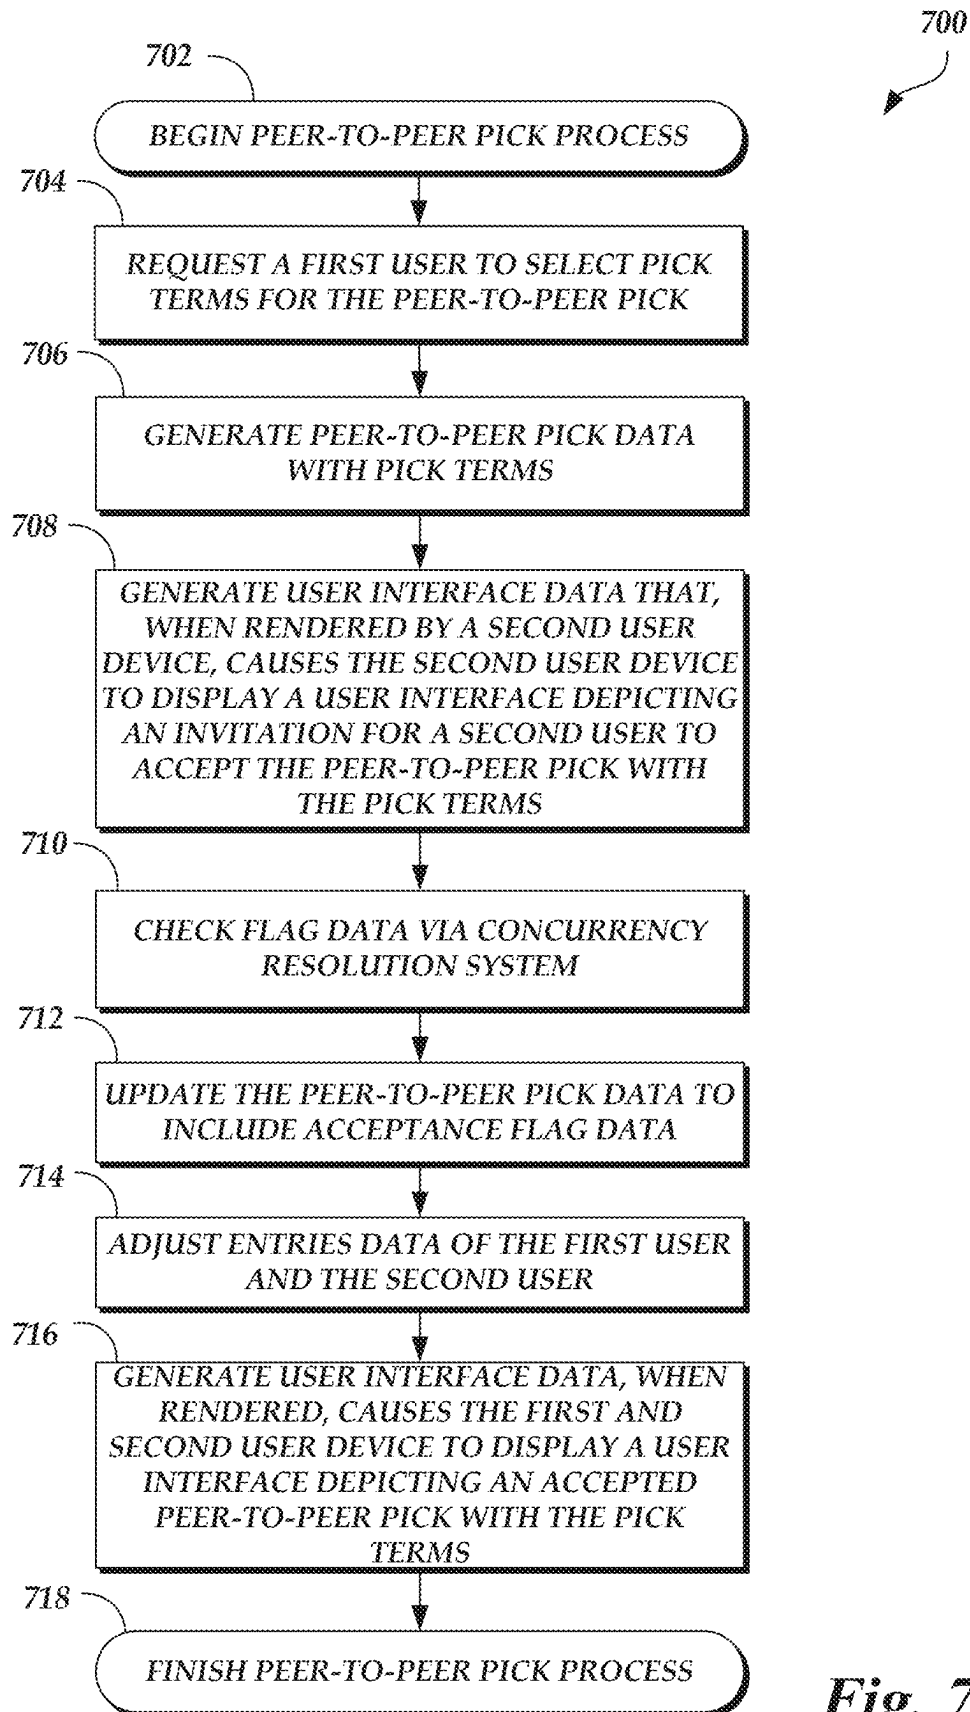 700
702
BEGIN PEER-TO-PEER PICK PROCESS
704
REQUEST A FIRST USER TO SELECT PICK
TERMS FOR THE PEER-TO-PEER PICK
706
GENERATE PEER-TO-PEER PICK DATA
WITH PICK TERMS
708
GENERATE USER INTERFACE DATA THAT,
WHEN RENDERED BY A SECOND USER
DEVICE, CAUSES THE SECOND USER DEVICE
TO DISPLAY A USER INTERFACE DEPICTING
AN INVITATION FOR A SECOND USER TO
ACCEPT THE PEER-TO-PEER PICK WITH
THE PICK TERMS
710
CHECK FLAG DATA VIA CONCURRENCY
RESOLUTION SYSTEM
712
UPDATE THE PEER-TO-PEER PICK DATA TO
INCLUDE ACCEPTANCE FLAG DATA
714
ADJUST ENTRIES DATA OF THE FIRST USER
AND THE SECOND USER
716
GENERATE USER INTERFACE DATA, WHEN
RENDERED, CAUSES THE FIRST AND
SECOND USER DEVICE TO DISPLAY A USER
INTERFACE DEPICTING AN ACCEPTED
PEER-TO-PEER PICK WITH THE PICK
TERMS
718
FINISH PEER-TO-PEER PICK PROCESS
Fig. 7